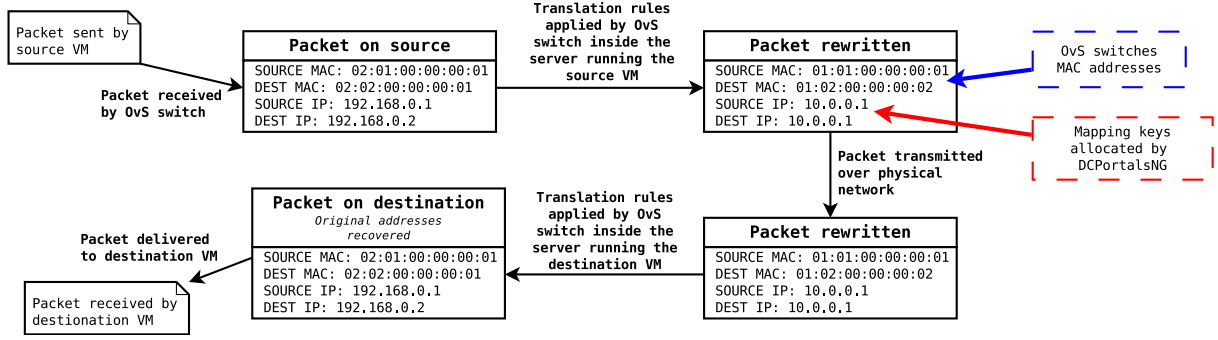 Packet sent by
source VM
Packet received
by OvS switch
Packet on source
SOURCE MAC: 02:01:00:00:00:01
DEST MAC: 02:02:00:00:00:01
SOURCE IP: 192.168.0.1
DEST IP: 192.168.0.2
Translation rules
applied by OvS
switch inside the
server running the
source VM
Packet rewritten
SOURCE MAC: 01:01:00:00:00:01
DEST MAC: 01:02:00:00:00:02
SOURCE IP: 10.0.0.1
DEST IP: 10.0.0.1
OvS switches
MAC addresses
Mapping keys
allocated by
DCPortalsNG
Packet transmitted
over physical
network
Packet rewritten
SOURCE MAC: 01:01:00:00:00:01
DEST MAC: 01:02:00:00:00:02
SOURCE IP: 10.0.0.1
DEST IP: 10.0.0.1
Translation rules
applied by OvS
switch inside the
server running the
destination VM
Packet on destination
Original addresses
recovered
SOURCE MAC: 02:01:00:00:00:01
DEST MAC: 02:02:00:00:00:01
SOURCE IP: 192.168.0.1
DEST IP: 192.168.0.2
Packet delivered
to destination VM
Packet received by
destionation VM